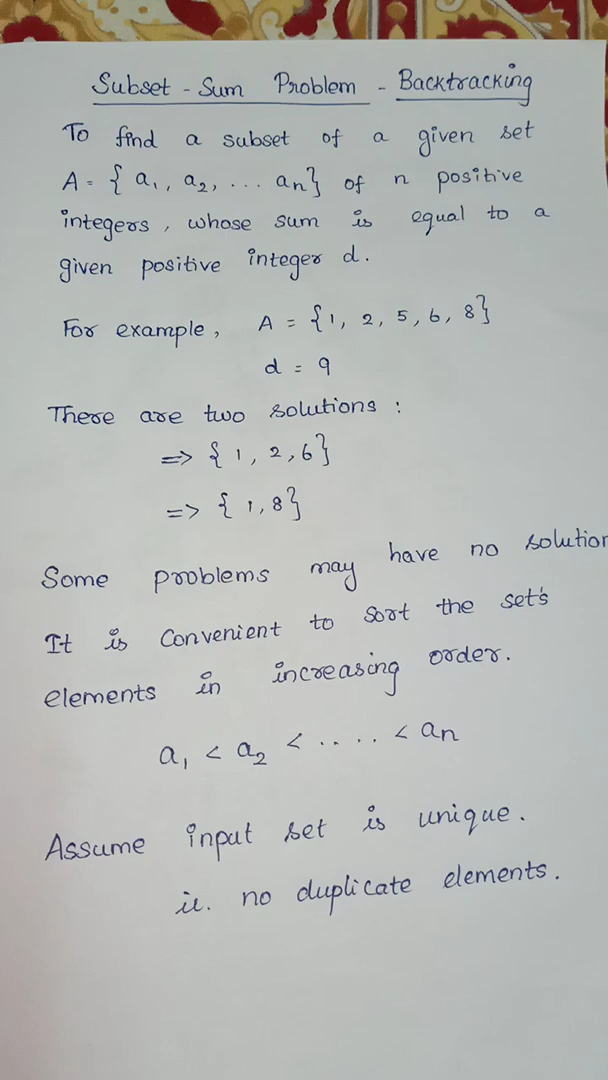 Subset - Sum Problem - Backtracking
To find a subset of a given set
A = { a1, a2, ... an} of n positive
integers, whose sum is equal to a
given positive integer d.
For example, A = {1, 2, 5, 6, 8}
d = 9
There are two solutions :
=> { 1, 2, 6}
=> { 1, 8}
Some problems may have no solution
It is convenient to sort the set's
elements in increasing order.
a1 < a2 < .... < an
Assume input set is unique.
ie. no duplicate elements.